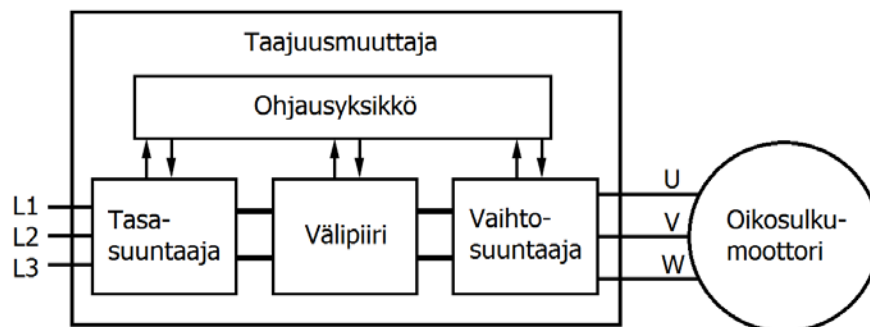 Taajuusmuuttaja
Ohjausyksikkö
L1
L2
L3
Tasa-
suuntaaja
Välipiiri
Vaihto-
suuntaaja
U
V
W
Oikosulku-
moottori